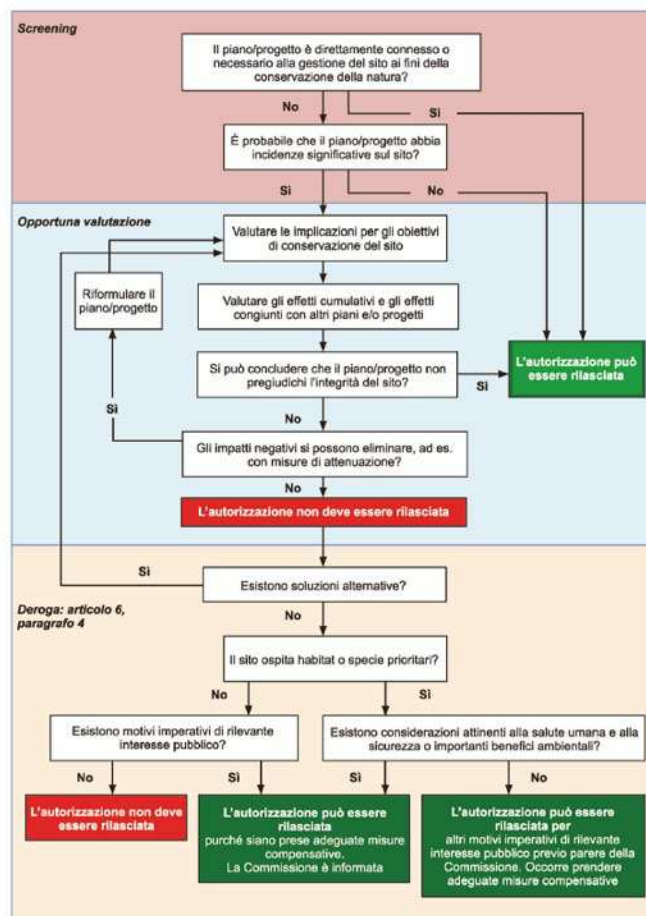 Screening
Il piano/progetto è direttamente connesso o
necessario alla gestione del sito ai fini della
conservazione della natura?
No
Sì
È probabile che il piano/progetto abbia
incidenze significative sul sito?
Sì
No
Opportuna valutazione
Valutare le implicazioni per gli obiettivi
di conservazione del sito
Riformulare il
piano/progetto
Valutare gli effetti cumulativi e gli effetti
congiunti con altri piani e/o progetti
L'autorizzazione può
essere rilasciata
Si può concludere che il piano/progetto non
pregiudichi l'integrità del sito?
Sì
Sì
No
Gli impatti negativi si possono eliminare, ad es.
con misure di attenuazione?
No
L'autorizzazione non deve essere rilasciata
Sì
Esistono soluzioni alternative?
Deroga: articolo 6,
paragrafo 4
No
Il sito ospita habitat o specie prioritari?
No
Sì
Esistono motivi imperativi di rilevante
interesse pubblico?
Esistono considerazioni attinenti alla salute umana e alla
sicurezza o importanti benefici ambientali?
No
Sì
Sì
No
L'autorizzazione non deve
essere rilasciata
L'autorizzazione può essere
rilasciata
purché siano prese adeguate misure
compensative.
La Commissione è informata
L'autorizzazione può essere
rilasciata per
altri motivi imperativi di rilevante
interesse pubblico previo parere della
Commissione. Occorre prendere
adeguate misure compensative